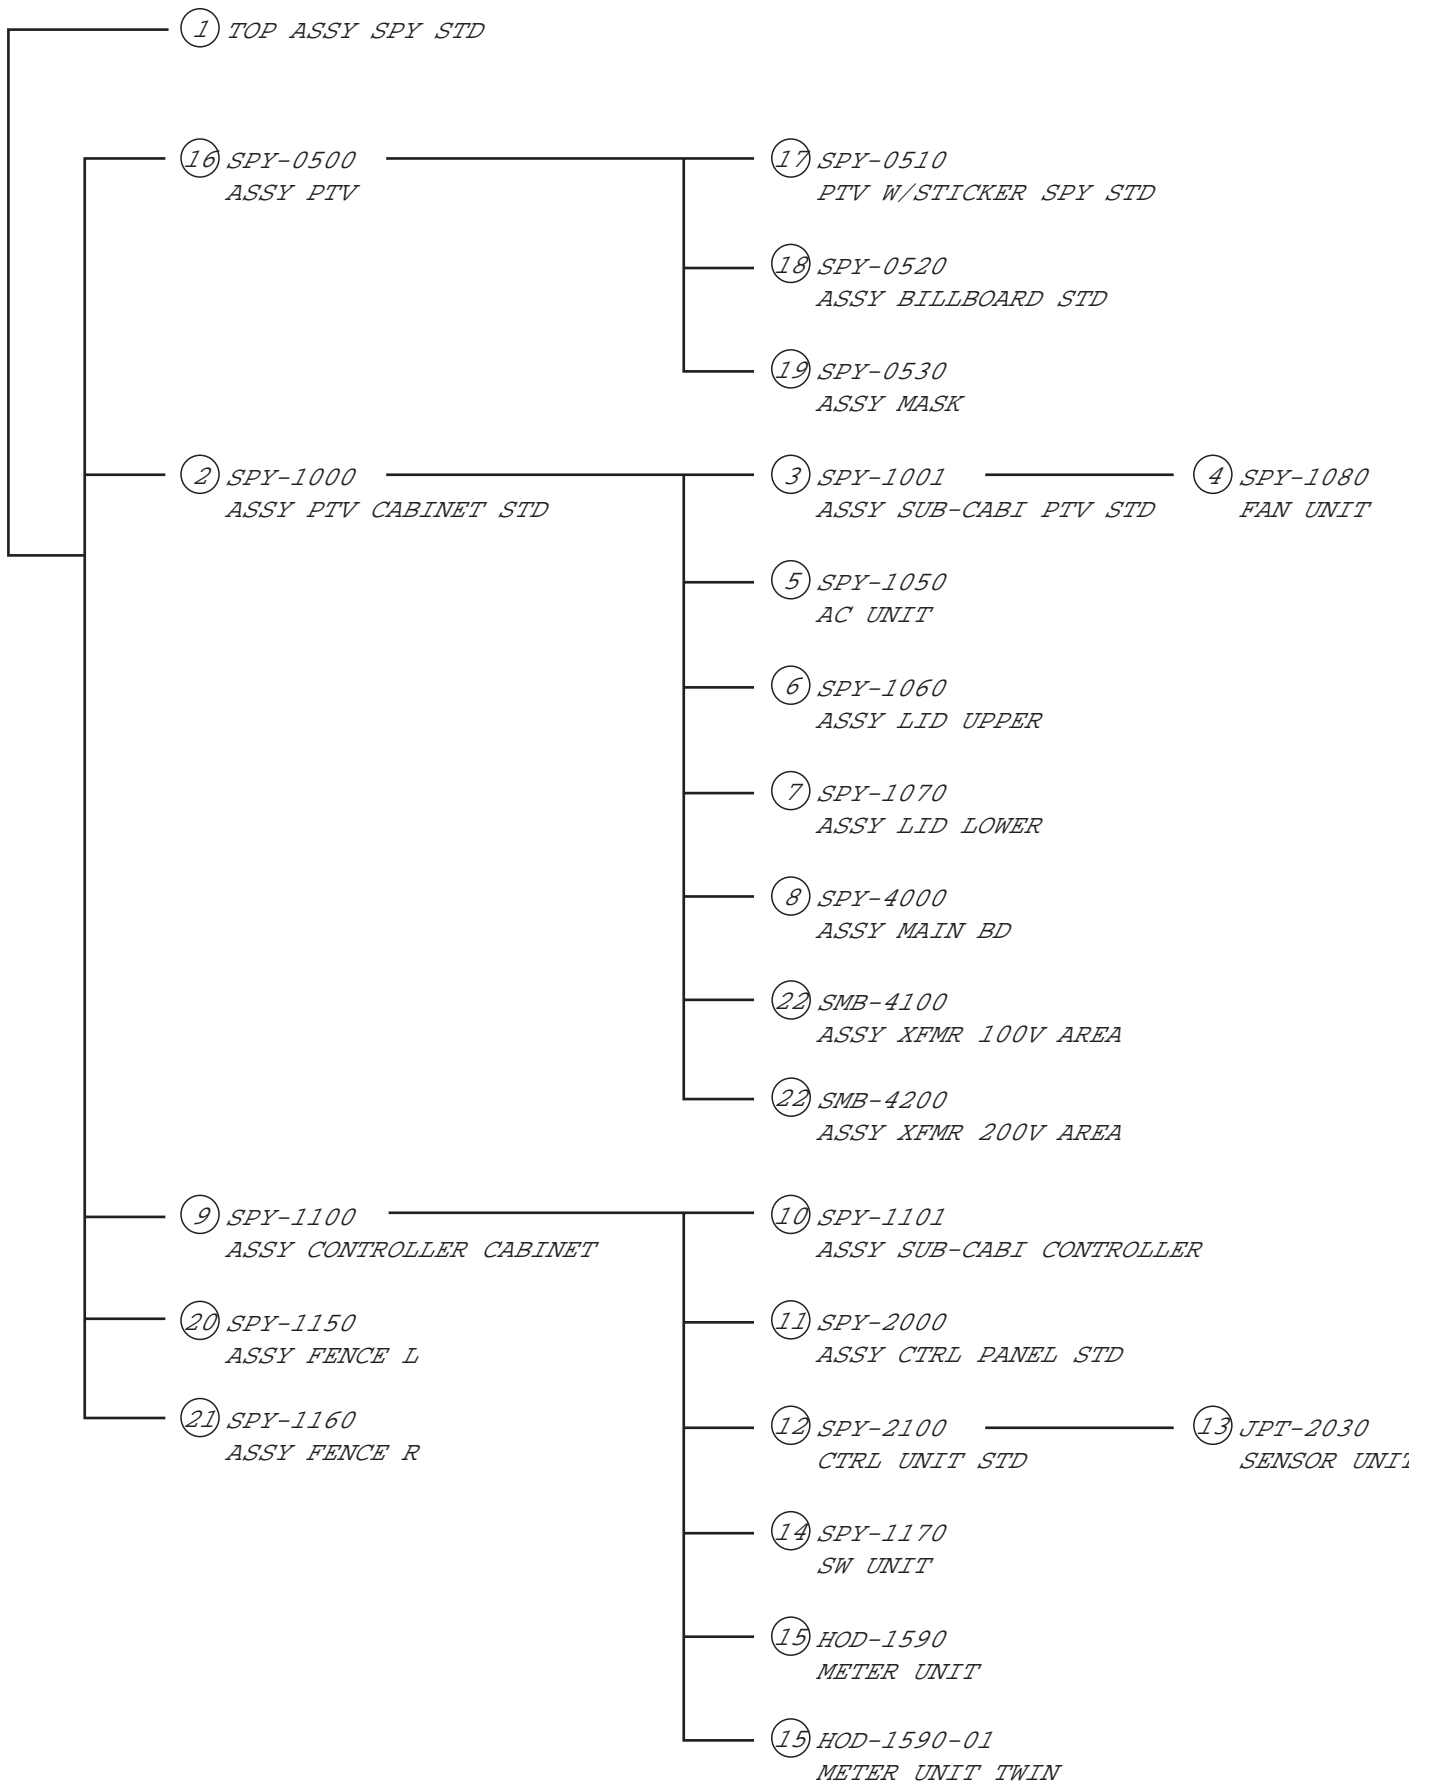 1 TOP ASSY SPY STD
16 SPY-0500
ASSY PTV
17 SPY-0510
PTV W/STICKER SPY STD
18 SPY-0520
ASSY BILLBOARD STD
19 SPY-0530
ASSY MASK
2 SPY-1000
ASSY PTV CABINET STD
3 SPY-1001
ASSY SUB-CABI PTV STD
4 SPY-1080
FAN UNIT
5 SPY-1050
AC UNIT
6 SPY-1060
ASSY LID UPPER
7 SPY-1070
ASSY LID LOWER
8 SPY-4000
ASSY MAIN BD
22 SMB-4100
ASSY XFMR 100V AREA
22 SMB-4200
ASSY XFMR 200V AREA
9 SPY-1100
ASSY CONTROLLER CABINET
10 SPY-1101
ASSY SUB-CABI CONTROLLER
20 SPY-1150
ASSY FENCE L
11 SPY-2000
ASSY CTRL PANEL STD
21 SPY-1160
ASSY FENCE R
12 SPY-2100
CTRL UNIT STD
13 JPT-2030
SENSOR UNIT
14 SPY-1170
SW UNIT
15 HOD-1590
METER UNIT
15 HOD-1590-01
METER UNIT TWIN